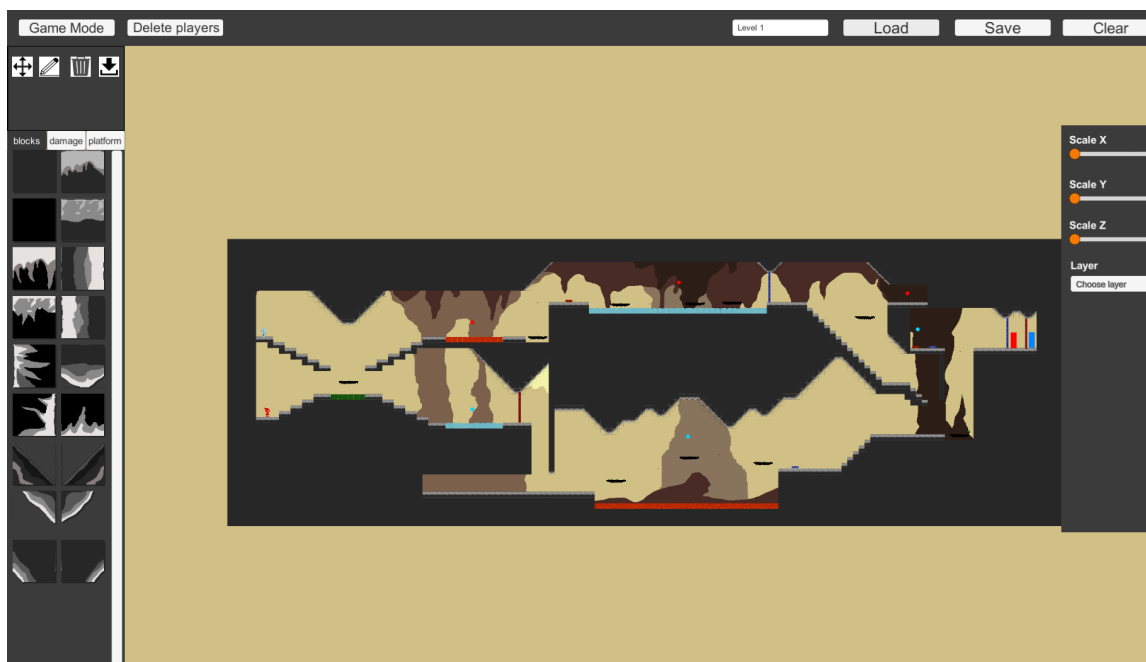 Game Mode
Delete players
Level 1
Load
Save
Clear
blocks
damage
platform
Scale X
Scale Y
Scale Z
Layer
Choose layer